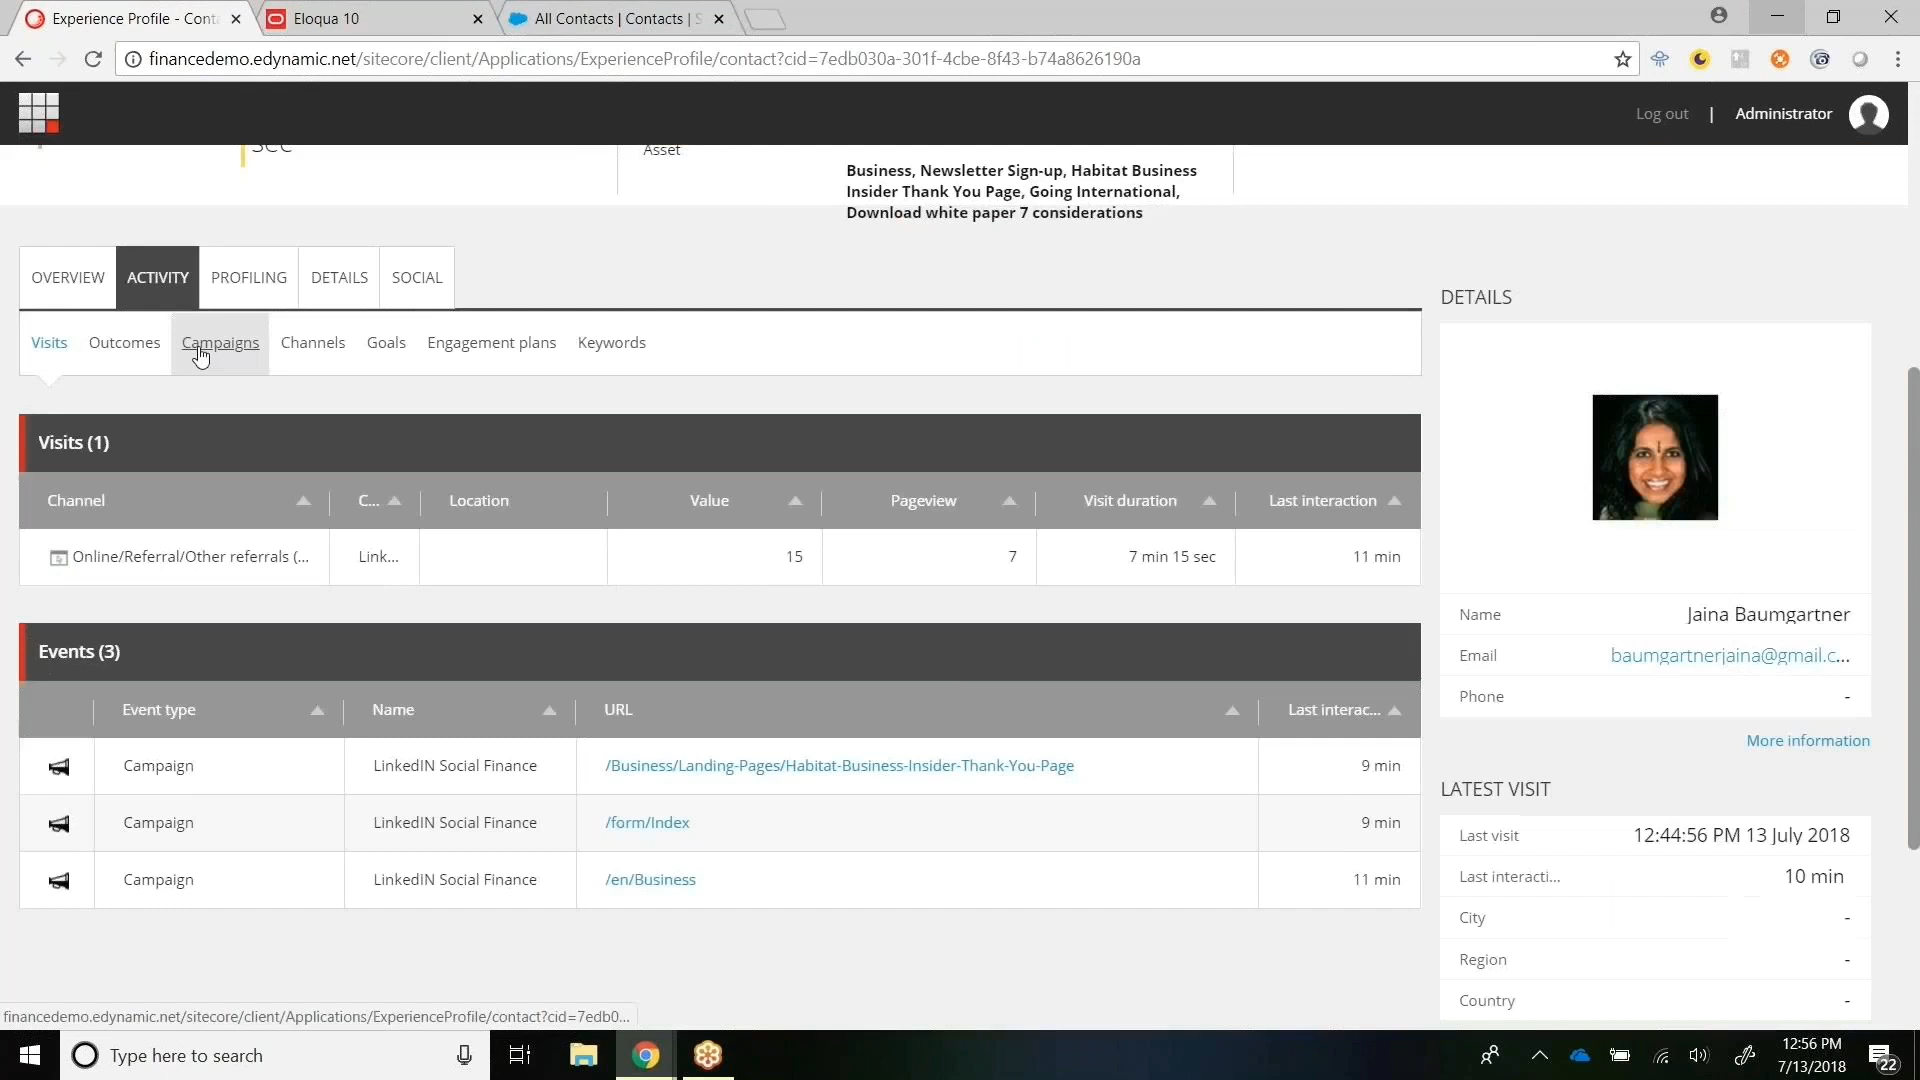 Experience Profile - Conta
Eloqua 10
All Contacts | Contacts | S
financedemo.edynamic.net/sitecore/client/Applications/ExperienceProfile/contact?cid=7edb030a-301f-4cbe-8f43-b74a8626190a
Log out | Administrator
sec
Asset
Business, Newsletter Sign-up, Habitat Business
Insider Thank You Page, Going International,
Download white paper 7 considerations
OVERVIEW ACTIVITY PROFILING DETAILS SOCIAL
Visits Outcomes Campaigns Channels Goals Engagement plans Keywords
Visits (1)
Channel C... Location Value Pageview Visit duration Last interaction
Online/Referral/Other referrals (... Link... 15 7 7 min 15 sec 11 min
Events (3)
Event type Name URL Last interac...
Campaign LinkedIN Social Finance /Business/Landing-Pages/Habitat-Business-Insider-Thank-You-Page 9 min
Campaign LinkedIN Social Finance /form/Index 9 min
Campaign LinkedIN Social Finance /en/Business 11 min
DETAILS
Name Jaina Baumgartner
Email baumgartnerjaina@gmail.c...
Phone -
More information
LATEST VISIT
Last visit 12:44:56 PM 13 July 2018
Last interacti... 10 min
City -
Region -
Country -
financedemo.edynamic.net/sitecore/client/Applications/ExperienceProfile/contact?cid=7edb0...
Type here to search
12:56 PM
7/13/2018
22